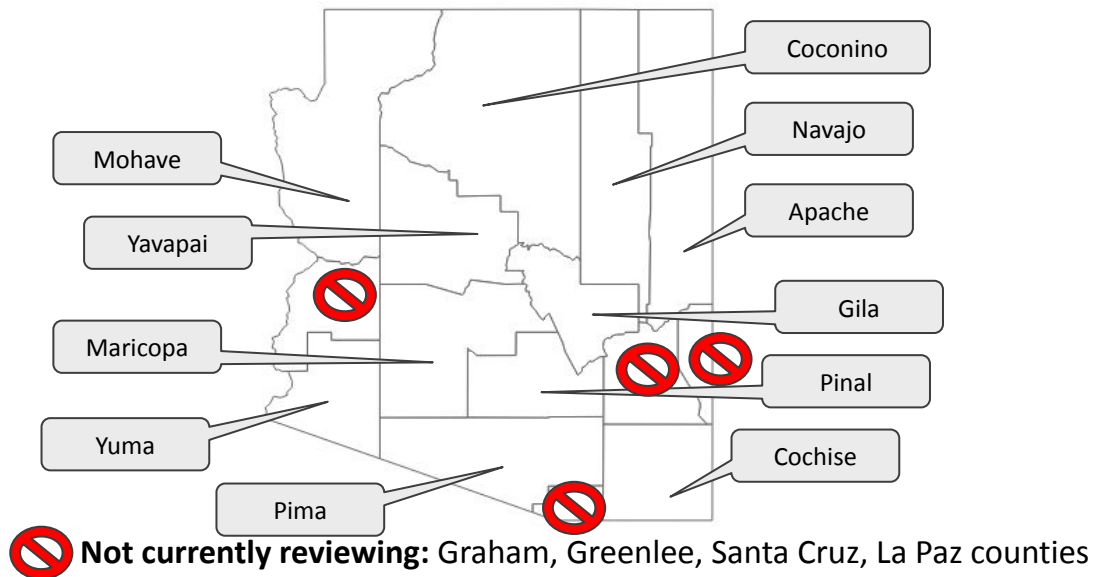 Coconino
Navajo
Mohave
Apache
Yavapai
Gila
Maricopa
Pinal
Yuma
Cochise
Pima
Not currently reviewing: Graham, Greenlee, Santa Cruz, La Paz counties